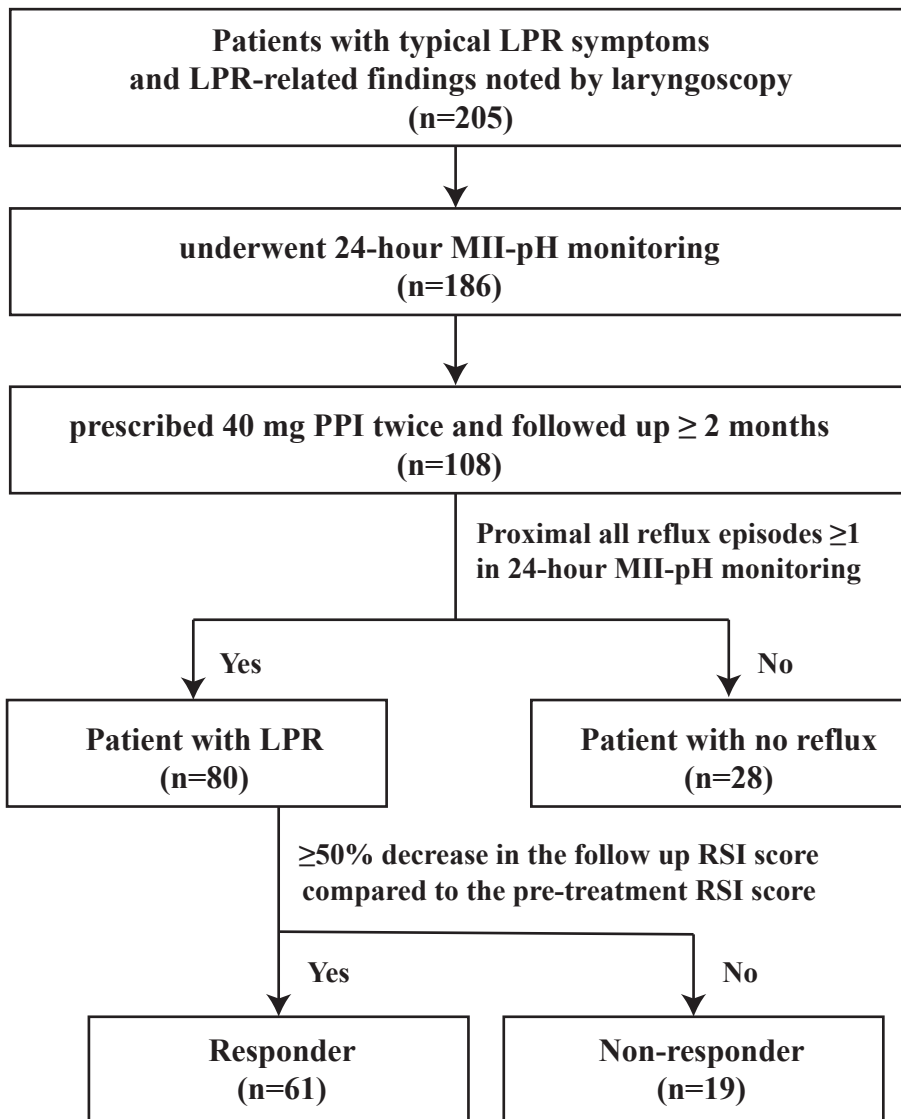 Patients with typical LPR symptoms
and LPR-related findings noted by laryngoscopy
(n=205)
underwent 24-hour MII-pH monitoring
(n=186)
prescribed 40 mg PPI twice and followed up ≥ 2 months
(n=108)
Proximal all reflux episodes ≥1
in 24-hour MII-pH monitoring
Yes
No
Patient with LPR
(n=80)
Patient with no reflux
(n=28)
≥50% decrease in the follow up RSI score
compared to the pre-treatment RSI score
Yes
No
Responder
(n=61)
Non-responder
(n=19)